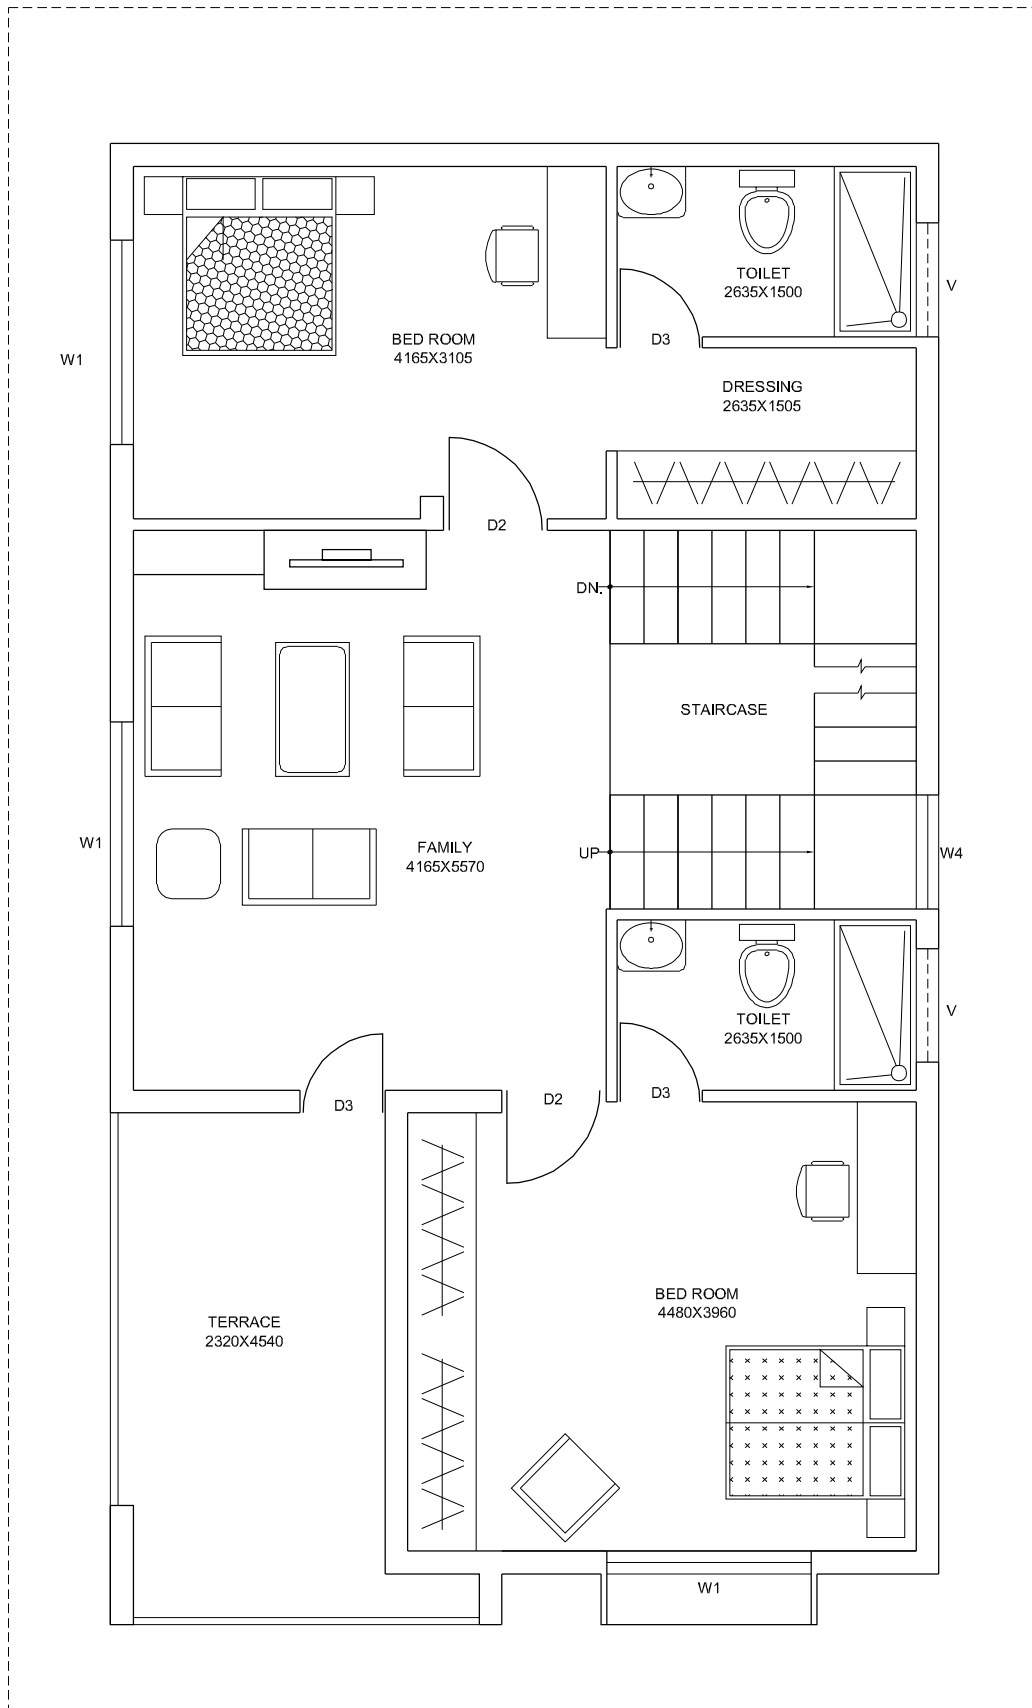 TOILET
2635X1500
V
BED ROOM
4165X3105
D3
W1
DRESSING
2635X1505
D2
DN.
STAIRCASE
W1
FAMILY
4165X5570
UP
W4
TOILET
2635X1500
V
D3
D2
D3
BED ROOM
4480X3960
TERRACE
2320X4540
W1